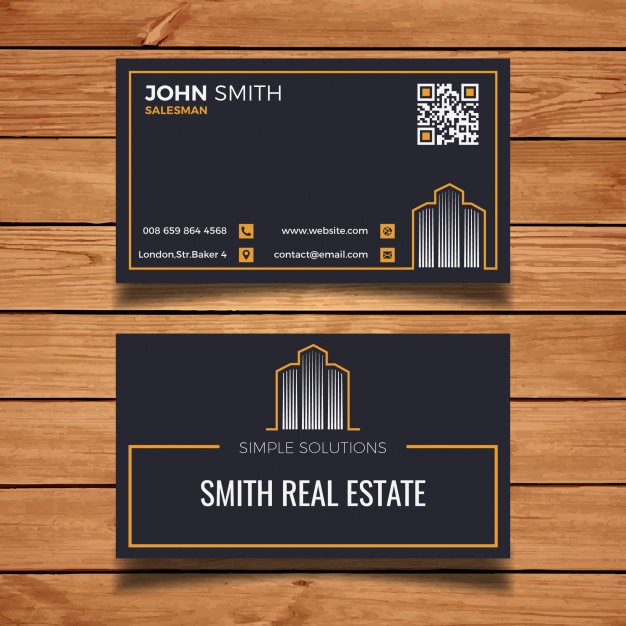 JOHN SMITH
SALESMAN
008 659 864 4568
www.website.com
London,Str.Baker 4
contact@email.com
SIMPLE SOLUTIONS
SMITH REAL ESTATE